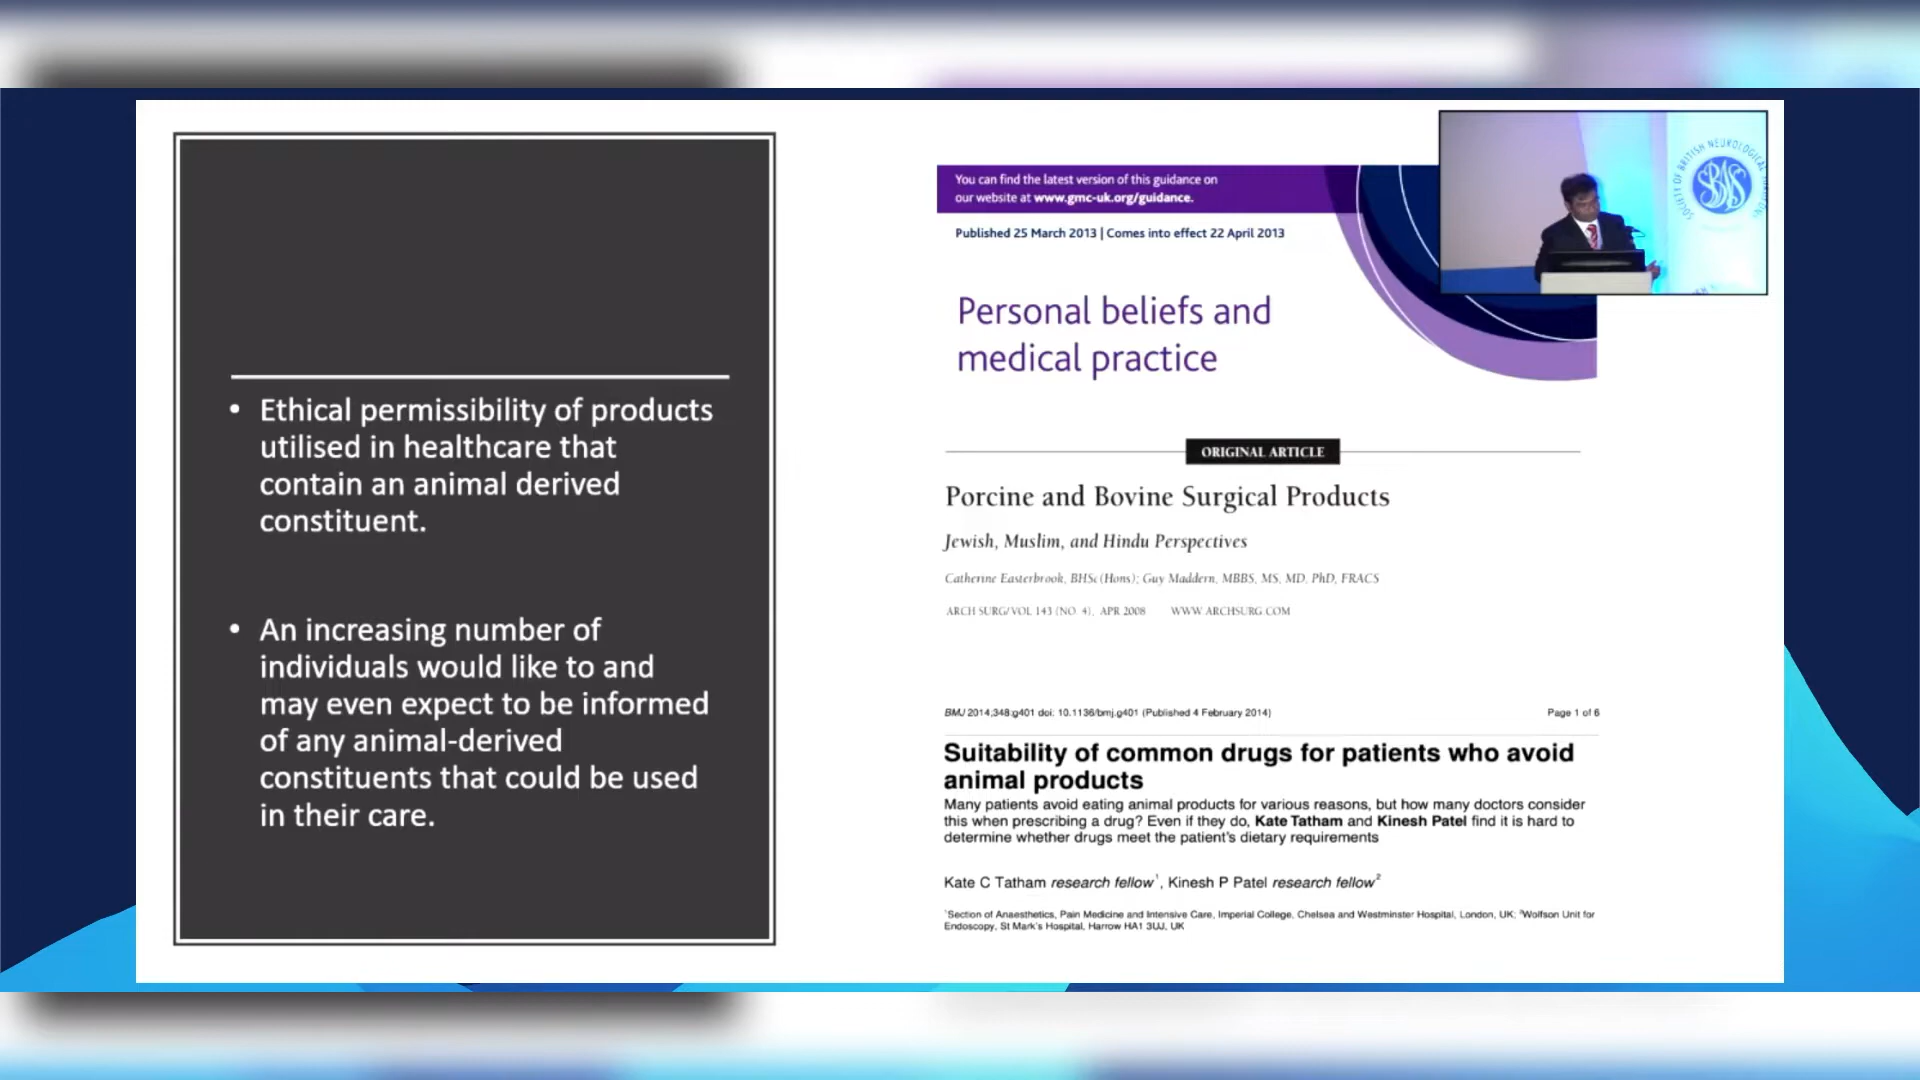 • Ethical permissibility of products
utilised in healthcare that
contain an animal derived
constituent.
• An increasing number of
individuals would like to and
may even expect to be informed
of any animal-derived
constituents that could be used
in their care.
You can find the latest version of this guidance on
our website at www.gmc-uk.org/guidance.
Published 25 March 2013 | Comes into effect 22 April 2013
Personal beliefs and
medical practice
ORIGINAL ARTICLE
Porcine and Bovine Surgical Products
Jewish, Muslim, and Hindu Perspectives
Catherine Easterbrook, BHSc(Hons); Guy Maddern, MBBS, MS, MD, PhD, FRACS
ARCH SURG/VOL 143 (NO. 4), APR 2008 WWW.ARCHSURG.COM
BMJ 2014;348:g401 doi: 10.1136/bmj.g401 (Published 4 February 2014) Page 1 of 6
Suitability of common drugs for patients who avoid
animal products
Many patients avoid eating animal products for various reasons, but how many doctors consider
this when prescribing a drug? Even if they do, Kate Tatham and Kinesh Patel find it is hard to
determine whether drugs meet the patient's dietary requirements
Kate C Tatham research fellow¹, Kinesh P Patel research fellow²
¹Section of Anaesthetics, Pain Medicine and Intensive Care, Imperial College, Chelsea and Westminster Hospital, London, UK; ²Wolfson Unit for
Endoscopy, St Mark's Hospital, Harrow HA1 3UJ, UK
SOCIETY OF BRITISH NEUROLOGICAL
SBNS